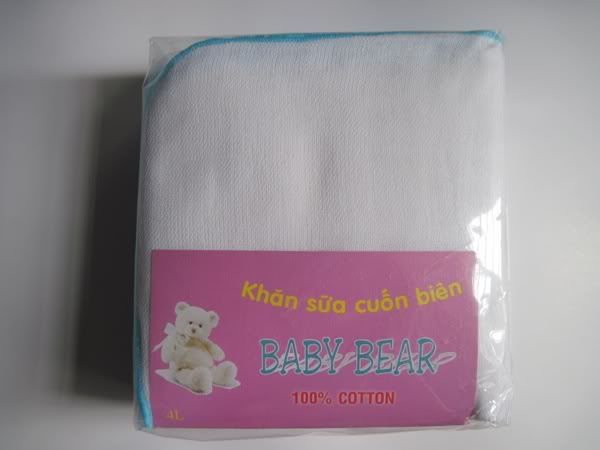 Khăn sữa cuốn biên
BABY BEAR
100% COTTON
4L